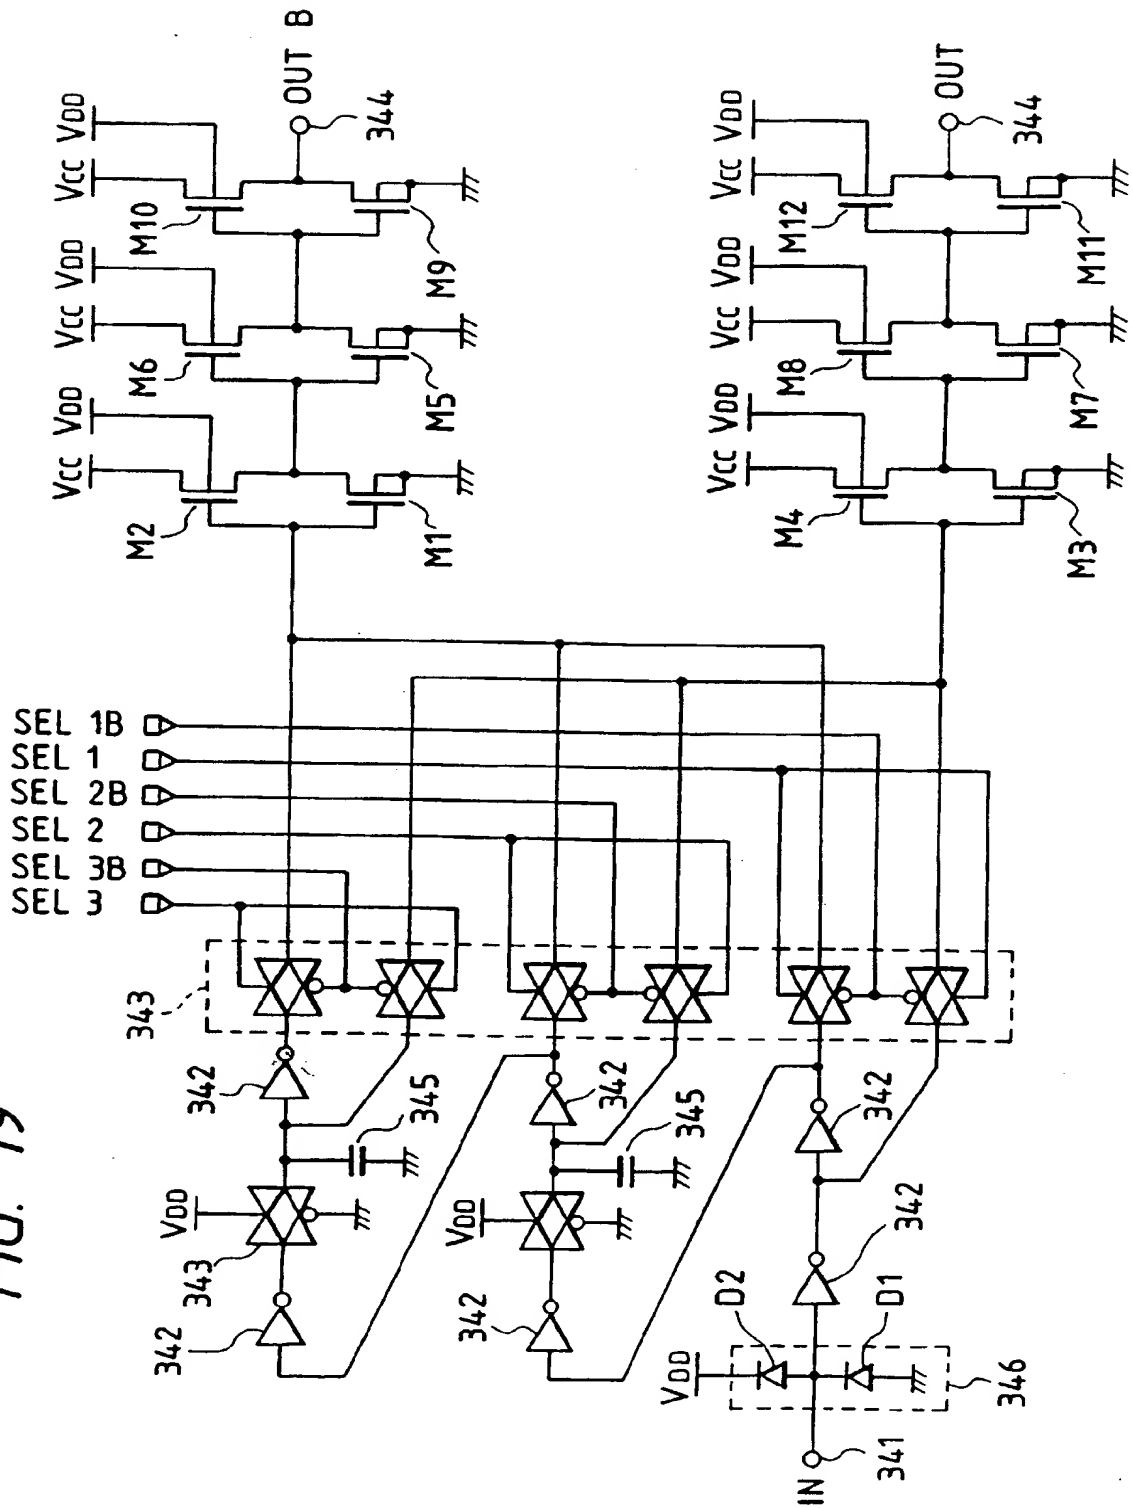 FIG. 19
SEL 1B
SEL 1
SEL 2B
SEL 2
SEL 3B
SEL 3
VCC
VDD
M2
M1
VCC
VDD
M6
M5
VCC
VDD
M10
M9
OUT B
344
VCC
VDD
M4
M3
VCC
VDD
M8
M7
VCC
VDD
M12
M11
OUT
344
343
342
345
VDD
343
342
342
345
VDD
342
342
342
VDD
D2
D1
346
IN
341